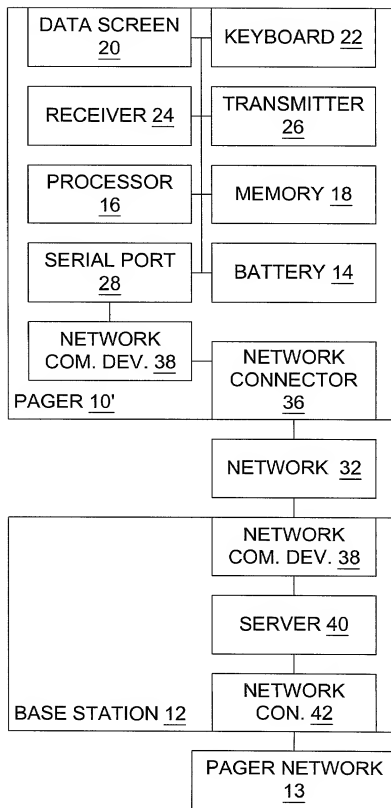 DATA SCREEN
20
KEYBOARD 22
RECEIVER 24
TRANSMITTER
26
PROCESSOR
16
MEMORY 18
SERIAL PORT
28
BATTERY 14
NETWORK
COM. DEV. 38
NETWORK
CONNECTOR
36
PAGER 10'
NETWORK 32
NETWORK
COM. DEV. 38
SERVER 40
NETWORK
CON. 42
BASE STATION 12
PAGER NETWORK
13